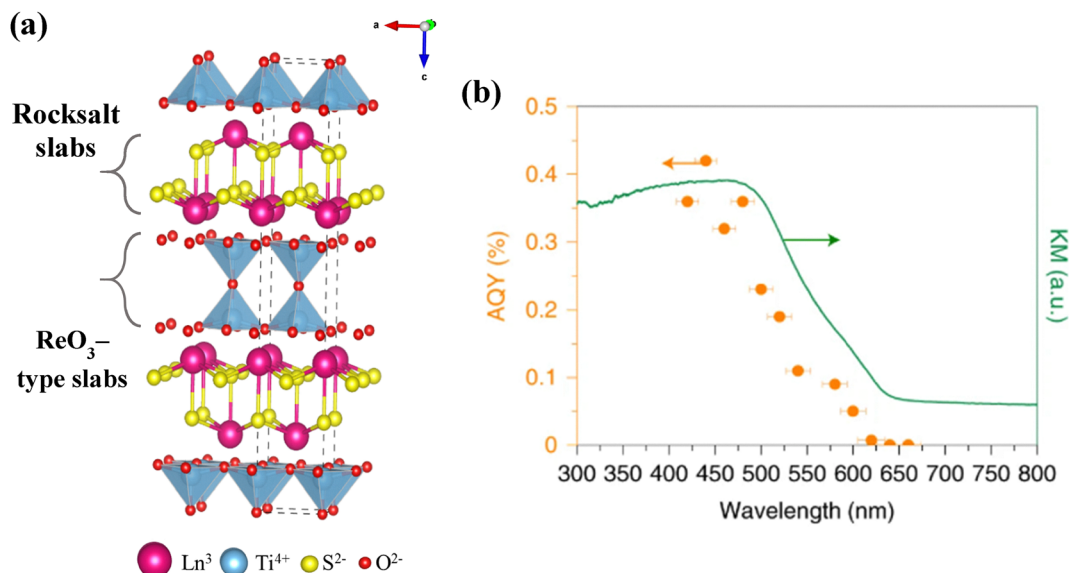 (a)
a
b
c
Rocksalt
slabs
ReO₃–
type slabs
Ln³ Ti⁴⁺ S²⁻ O²⁻
(b)
0.5
0.4
0.3
0.2
0.1
0
AQY (%)
KM (a.u.)
300 350 400 450 500 550 600 650 700 750 800
Wavelength (nm)